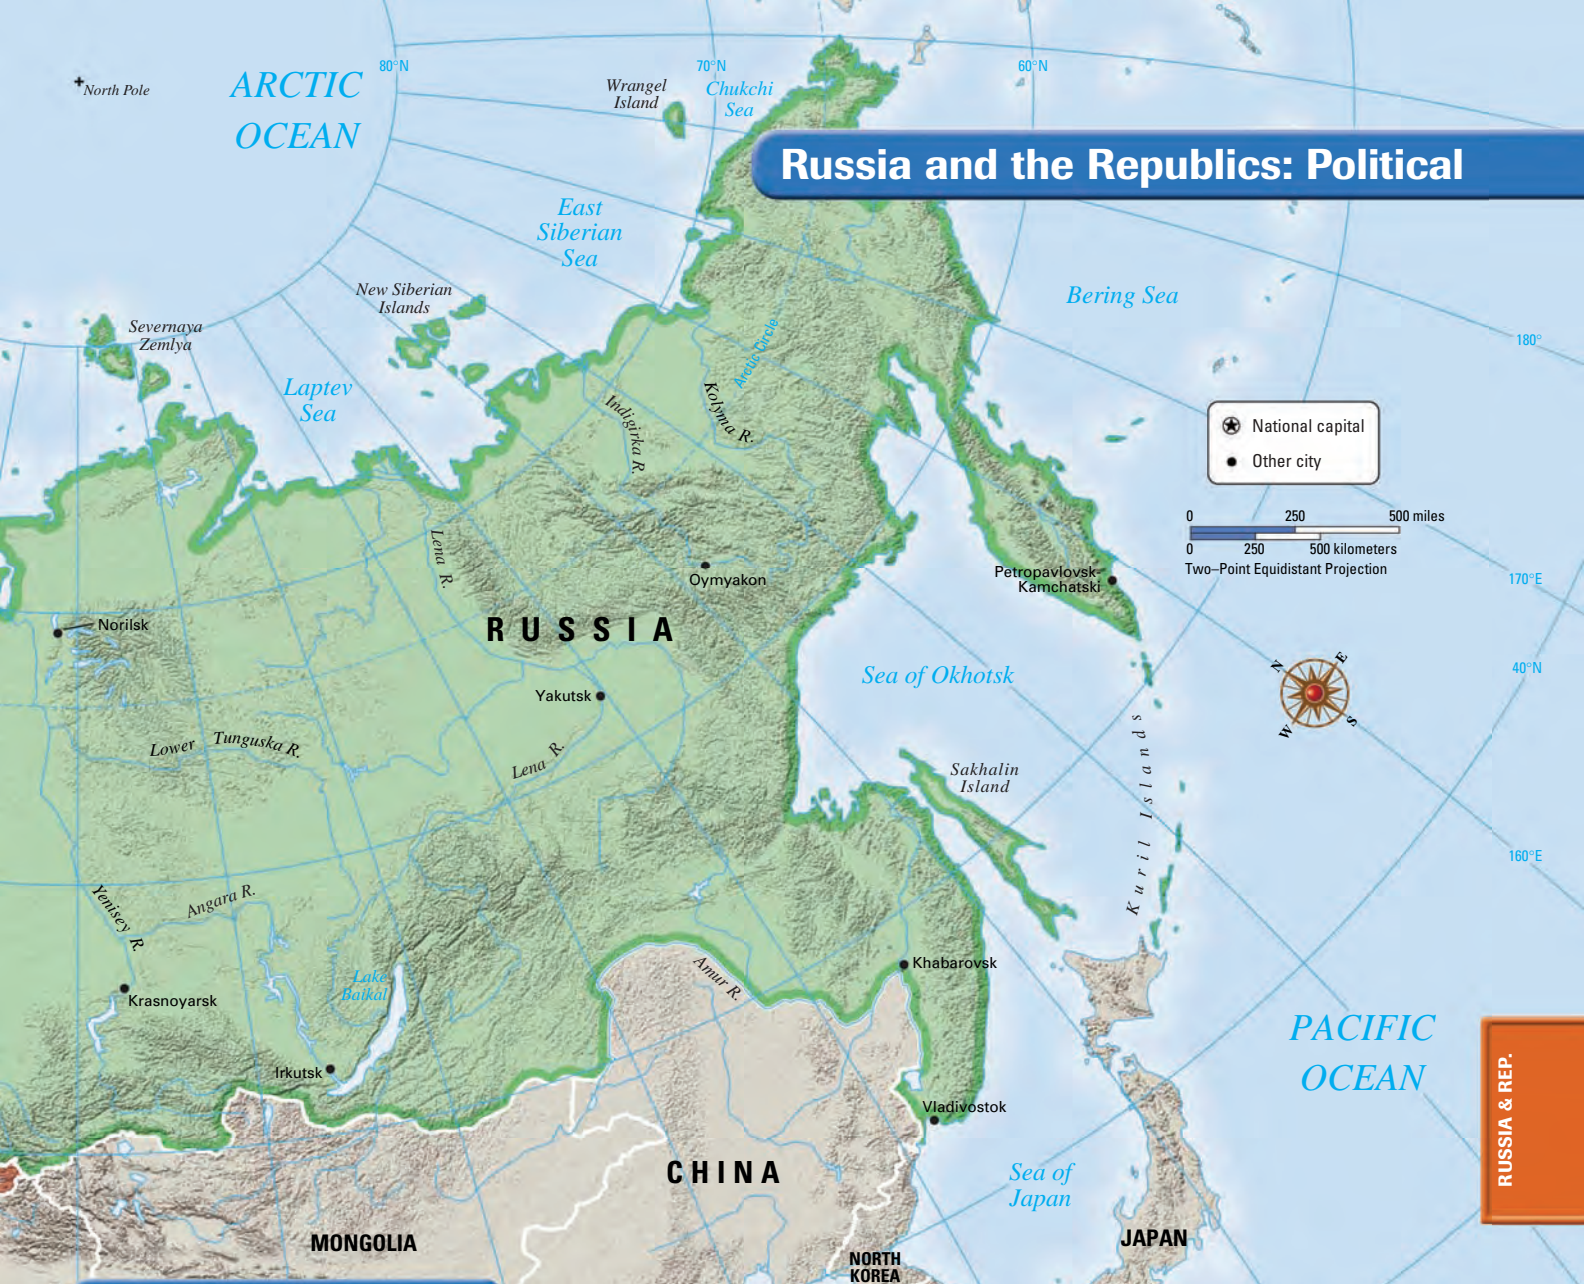 Russia and the Republics: Political
North Pole
ARCTIC
OCEAN
80°N
70°N
60°N
Wrangel
Island
Chukchi
Sea
East
Siberian
Sea
New Siberian
Islands
Severnaya
Zemlya
Laptev
Sea
Bering Sea
180°
Arctic Circle
Kolyma R.
Indigirka R.
National capital
Other city
0 250 500 miles
0 250 500 kilometers
Two–Point Equidistant Projection
170°E
40°N
160°E
N
E
S
W
Lena R.
Oymyakon
Petropavlovsk-
Kamchatski
Norilsk
RUSSIA
Sea of Okhotsk
Yakutsk
Lower Tunguska R.
Lena R.
Sakhalin
Island
Kuril Islands
Yenisey R.
Angara R.
Lake
Baikal
Amur R.
Khabarovsk
Krasnoyarsk
Irkutsk
Vladivostok
PACIFIC
OCEAN
CHINA
Sea of
Japan
MONGOLIA
NORTH
KOREA
JAPAN
RUSSIA & REP.